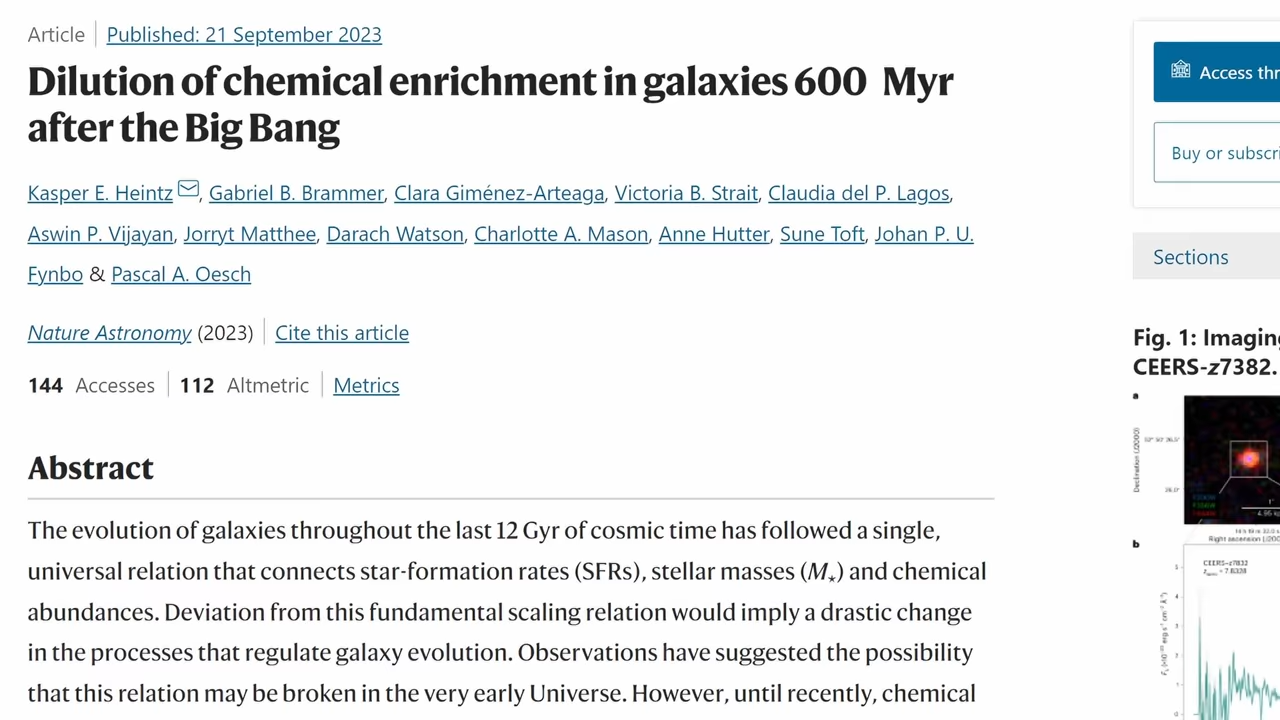 Article Published: 21 September 2023
Dilution of chemical enrichment in galaxies 600 Myr
after the Big Bang
Kasper E. Heintz, Gabriel B. Brammer, Clara Giménez-Arteaga, Victoria B. Strait, Claudia del P. Lagos,
Aswin P. Vijayan, Jorryt Matthee, Darach Watson, Charlotte A. Mason, Anne Hutter, Sune Toft, Johan P. U.
Fynbo & Pascal A. Oesch
Nature Astronomy (2023) Cite this article
144 Accesses 112 Altmetric Metrics
Abstract
The evolution of galaxies throughout the last 12 Gyr of cosmic time has followed a single,
universal relation that connects star-formation rates (SFRs), stellar masses (M⋆) and chemical
abundances. Deviation from this fundamental scaling relation would imply a drastic change
in the processes that regulate galaxy evolution. Observations have suggested the possibility
that this relation may be broken in the very early Universe. However, until recently, chemical
Access thr
Buy or subscri
Sections
Fig. 1: Imaging
CEERS-z7382.
a
b